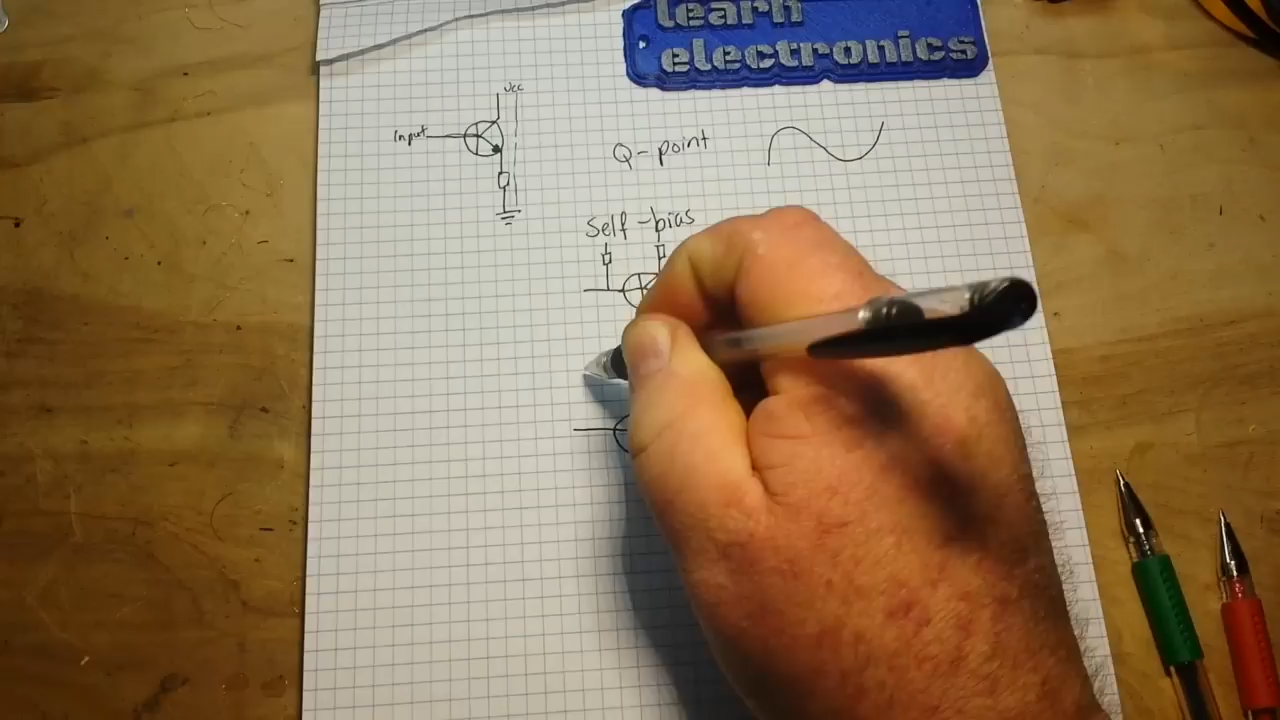 learn
electronics
Vcc
Input
Q-point
Self-bias